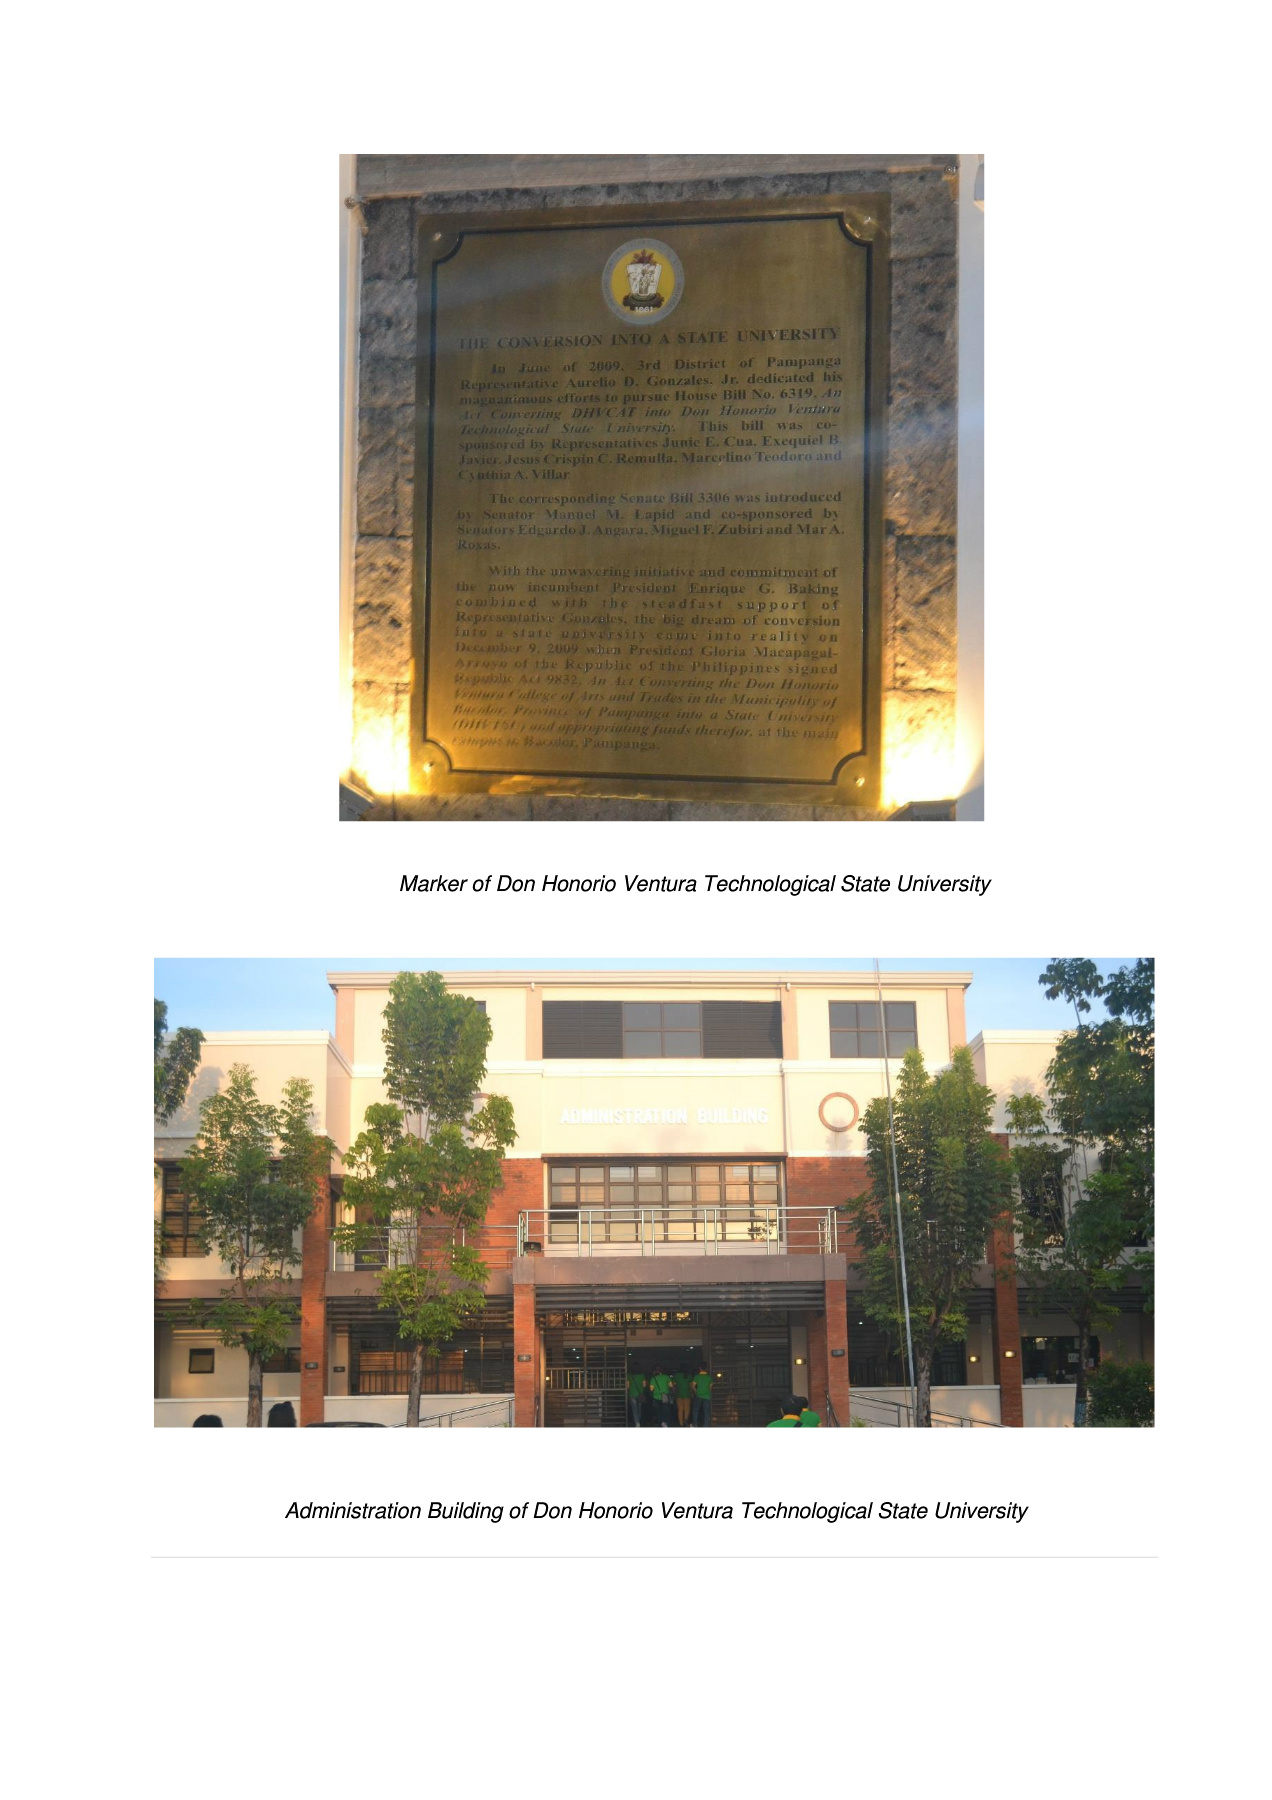 1861
THE CONVERSION INTO A STATE UNIVERSITY
In June of 2009, 3rd District of Pampanga
Representative Aurelio D. Gonzales, Jr. dedicated his
magnanimous efforts to pursue House Bill No. 6319, An
Act Converting DHVCAT into Don Honorio Ventura
Technological State University. This bill was co-
sponsored by Representatives Junie E. Cua, Exequiel B.
Javier, Jesus Crispin C. Remulla, Marcelino Teodoro and
Cynthia A. Villar
The corresponding Senate Bill 3306 was introduced
by Senator Manuel M. Lapid and co-sponsored by
Senators Edgardo J. Angara, Miguel F. Zubiri and Mar A.
Roxas.
With the unwavering initiative and commitment of
the now incumbent President Enrique G. Baking
combined with the steadfast support of
Representative Gonzales, the big dream of conversion
into a state university came into reality on
December 9, 2009 when President Gloria Macapagal-
Arroyo of the Republic of the Philippines signed
Republic Act 9832, An Act Converting the Don Honorio
Ventura College of Arts and Trades in the Municipality of
Bacolor, Province of Pampanga into a State University
(DHVTSU) and appropriating funds therefor, at the main
campus in Bacolor, Pampanga.
Marker of Don Honorio Ventura Technological State University
ADMINISTRATION BUILDING
Administration Building of Don Honorio Ventura Technological State University